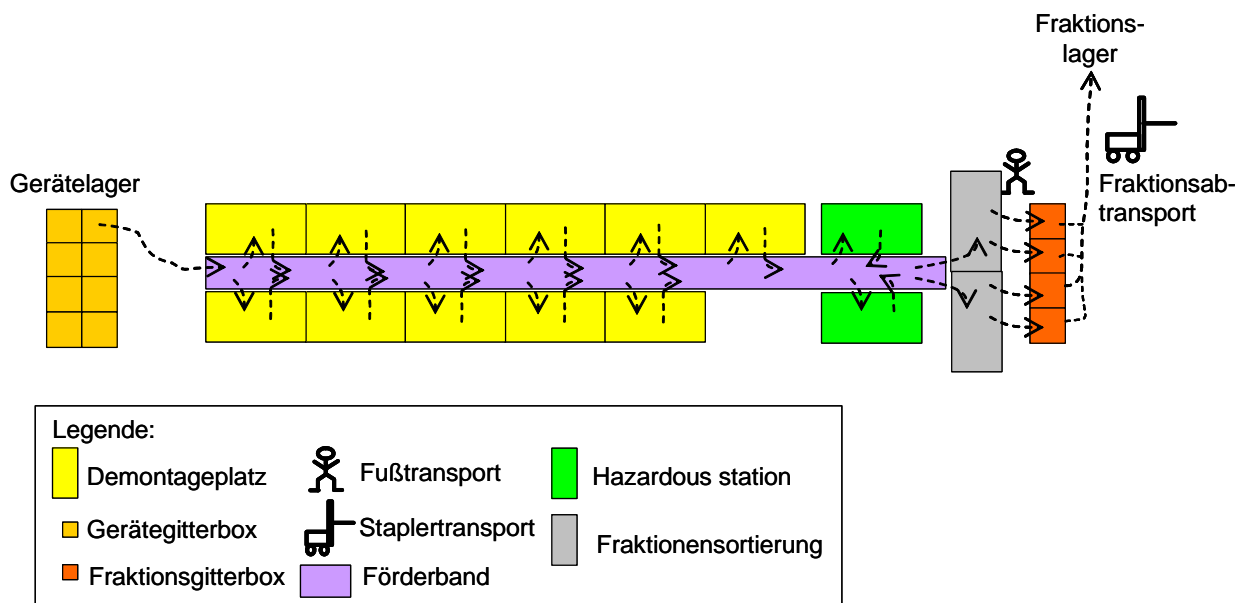 Fraktions-
lager
Gerätelager
Fraktionsab-
transport
Legende:
Demontageplatz
Fußtransport
Hazardous station
Gerätegitterbox
Staplertransport
Fraktionensortierung
Fraktionsgitterbox
Förderband